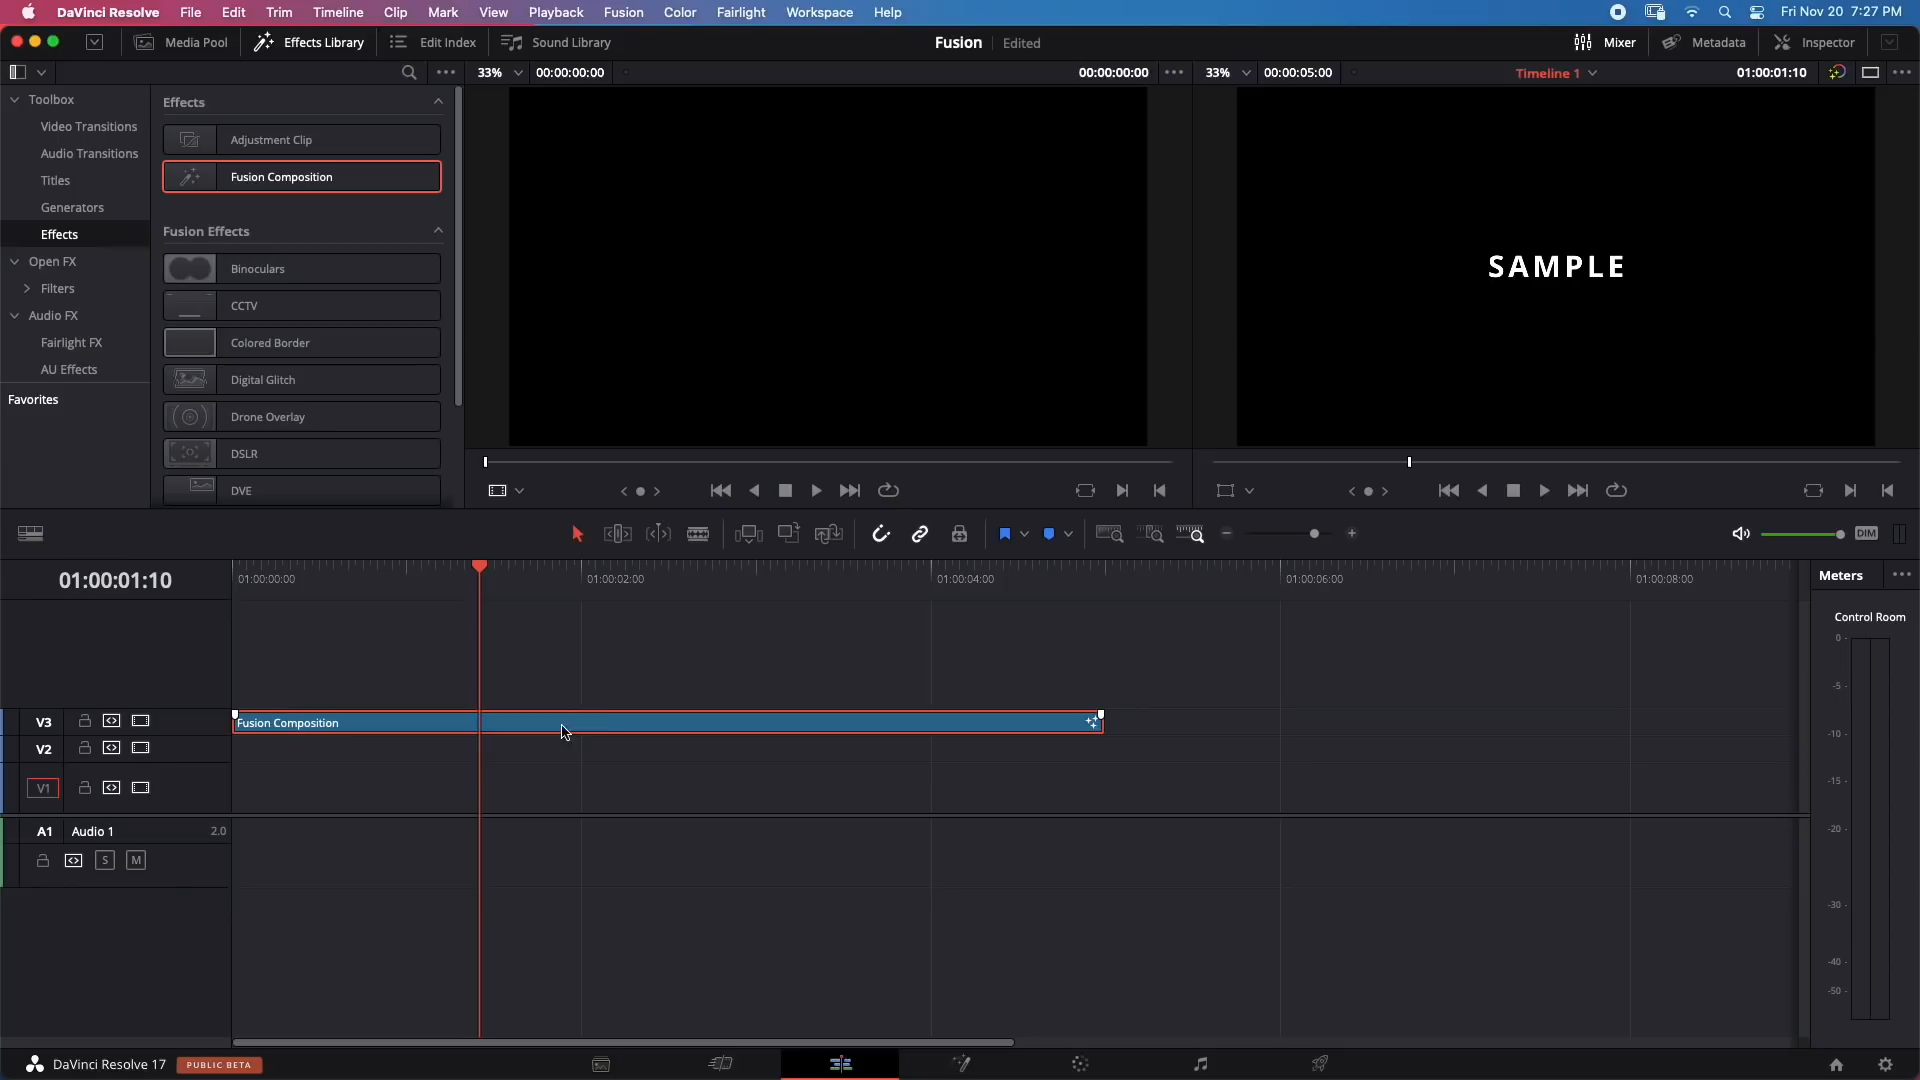 DaVinci Resolve File Edit Trim Timeline Clip Mark View Playback Fusion Color Fairlight Workspace Help Fri Nov 20 7:27 PM
Media Pool Effects Library Edit Index Sound Library Fusion Edited Mixer Metadata Inspector
33% 00:00:00:00 00:00:00:00 33% 00:00:05:00 Timeline 1 01:00:01:10
Toolbox
Video Transitions
Audio Transitions
Titles
Generators
Effects
Open FX
Filters
Audio FX
Fairlight FX
AU Effects
Favorites
Effects
Adjustment Clip
Fusion Composition
Fusion Effects
Binoculars
CCTV
Colored Border
Digital Glitch
Drone Overlay
DSLR
DVE
SAMPLE
DIM
01:00:01:10
01:00:00:00 01:00:02:00 01:00:04:00 01:00:06:00 01:00:08:00
V3 Fusion Composition
V2
V1
A1 Audio 1 2.0
S M
Meters
Control Room
0
-5
-10
-15
-20
-30
-40
-50
DaVinci Resolve 17 PUBLIC BETA